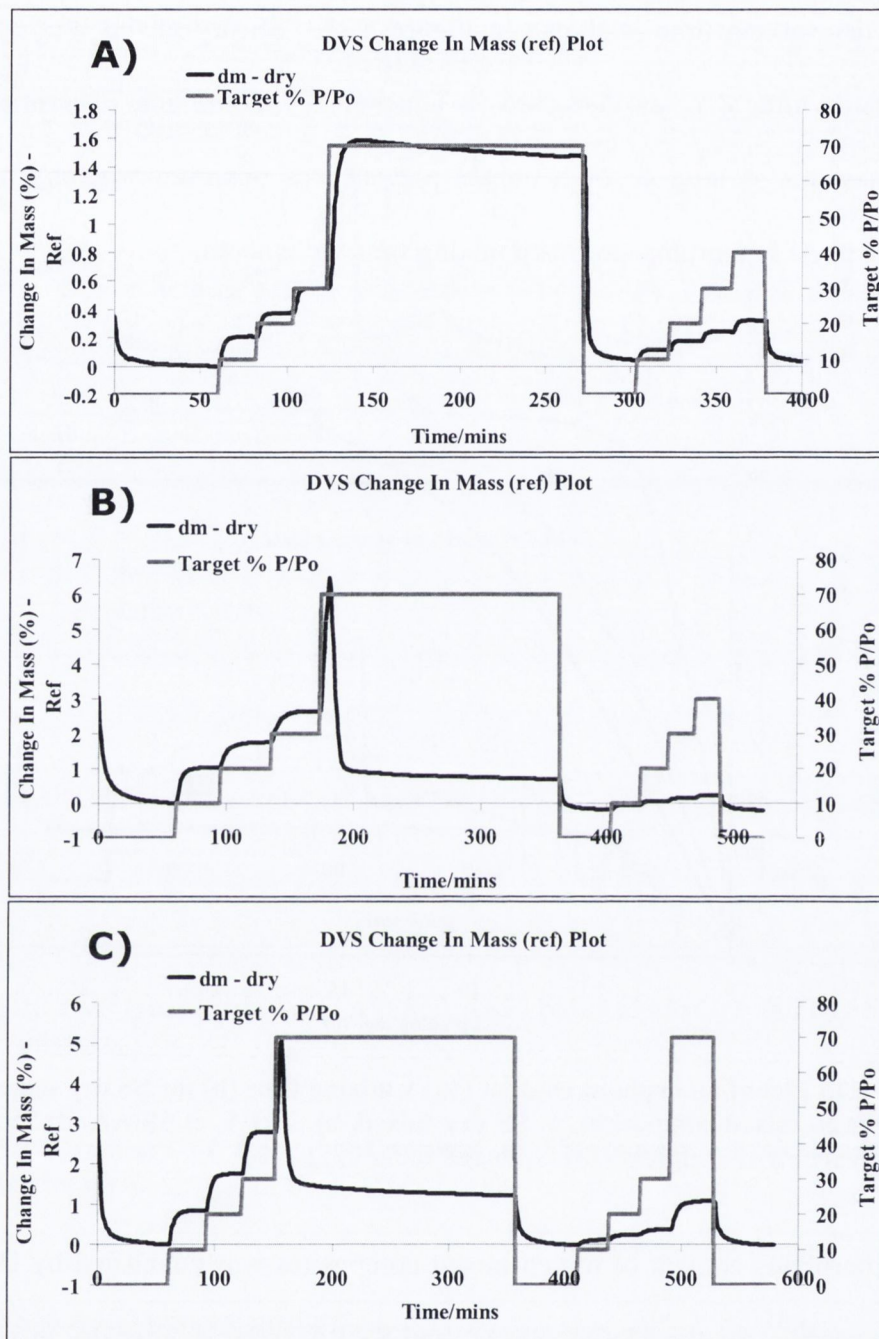 A)
DVS Change In Mass (ref) Plot
dm - dry
Target % P/Po
Change In Mass (%) -
Ref
1.8
1.6
1.4
1.2
1
0.8
0.6
0.4
0.2
0
-0.2
80
70
60
50
40
30
20
10
0
Target % P/Po
0 50 100 150 200 250 300 350 400
Time/mins
B)
DVS Change In Mass (ref) Plot
dm - dry
Target % P/Po
Change In Mass (%) -
Ref
7
6
5
4
3
2
1
0
-1
80
70
60
50
40
30
20
10
0
Target % P/Po
0 100 200 300 400 500
Time/mins
C)
DVS Change In Mass (ref) Plot
dm - dry
Target % P/Po
Change In Mass (%) -
Ref
6
5
4
3
2
1
0
-1
80
70
60
50
40
30
20
10
0
Target % P/Po
0 100 200 300 400 500 600
Time/mins